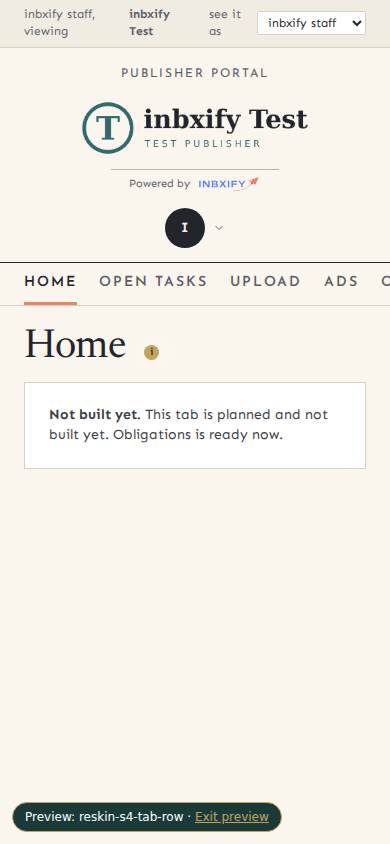 inbxify staff, viewing
inbxify Test
see it as
inbxify staff
PUBLISHER PORTAL
T
inbxify Test
TEST PUBLISHER
Powered by INBXIFY
I
HOME OPEN TASKS UPLOAD ADS
Home i
Not built yet. This tab is planned and not
built yet. Obligations is ready now.
Preview: reskin-s4-tab-row · Exit preview